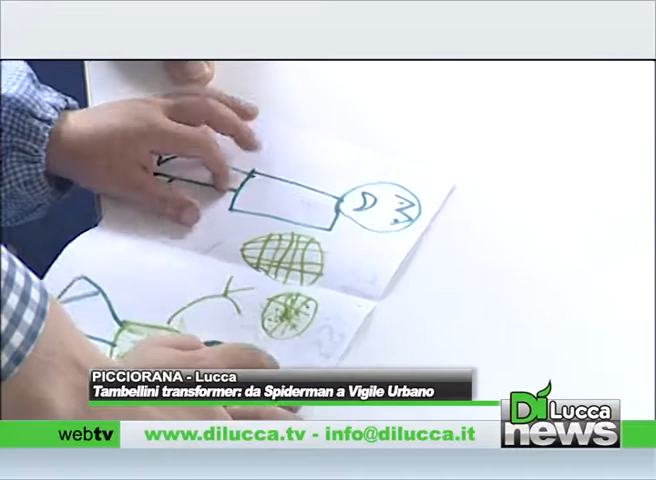 PICCIORANA - Lucca
Tambellini transformer: da Spiderman a Vigile Urbano
webtv
www.dilucca.tv - info@dilucca.it
Di Lucca
news